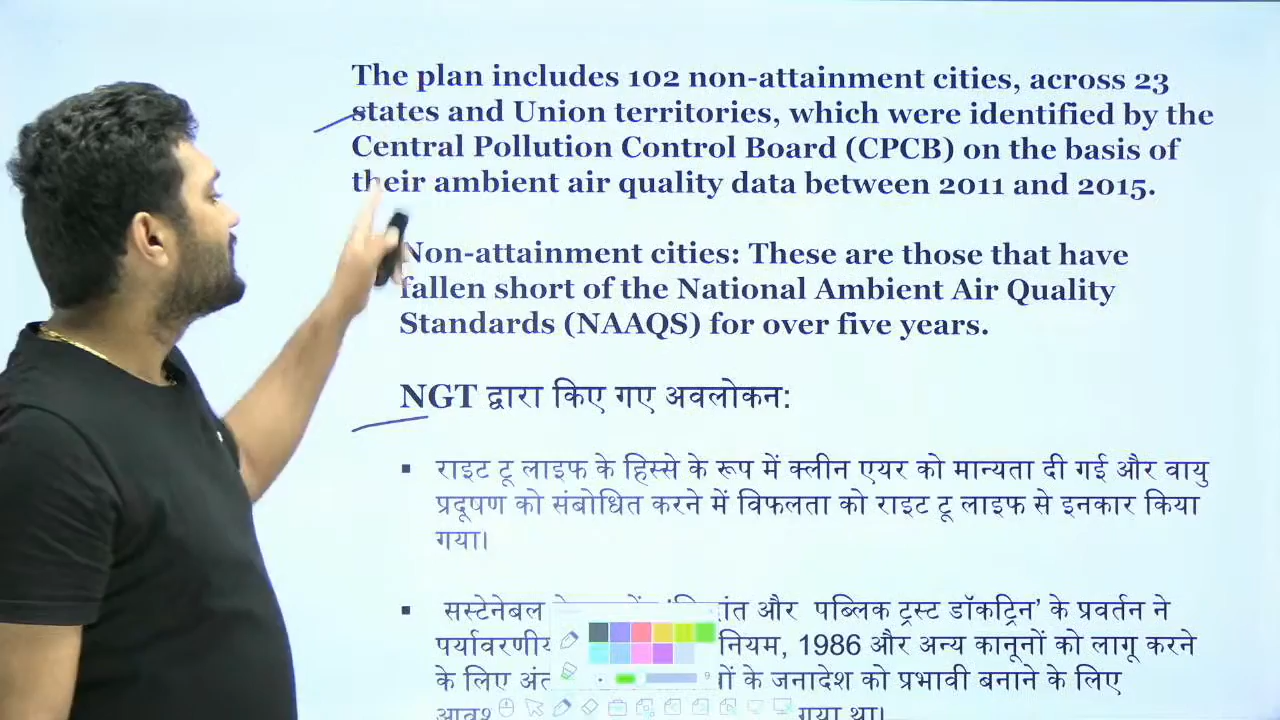 The plan includes 102 non-attainment cities, across 23
states and Union territories, which were identified by the
Central Pollution Control Board (CPCB) on the basis of
their ambient air quality data between 2011 and 2015.
Non-attainment cities: These are those that have
fallen short of the National Ambient Air Quality
Standards (NAAQS) for over five years.
NGT द्वारा किए गए अवलोकन:
▪ राइट टू लाइफ के हिस्से के रूप में क्लीन एयर को मान्यता दी गई और वायु
प्रदूषण को संबोधित करने में विफलता को राइट टू लाइफ से इनकार किया
गया।
▪ सस्टेनेबल और पब्लिक ट्रस्ट डॉकट्रिन' के प्रवर्तन ने
1986 और अन्य कानूनों को लागू करने
के लिए के जनादेश को प्रभावी बनाने के लिए
गया था।
9